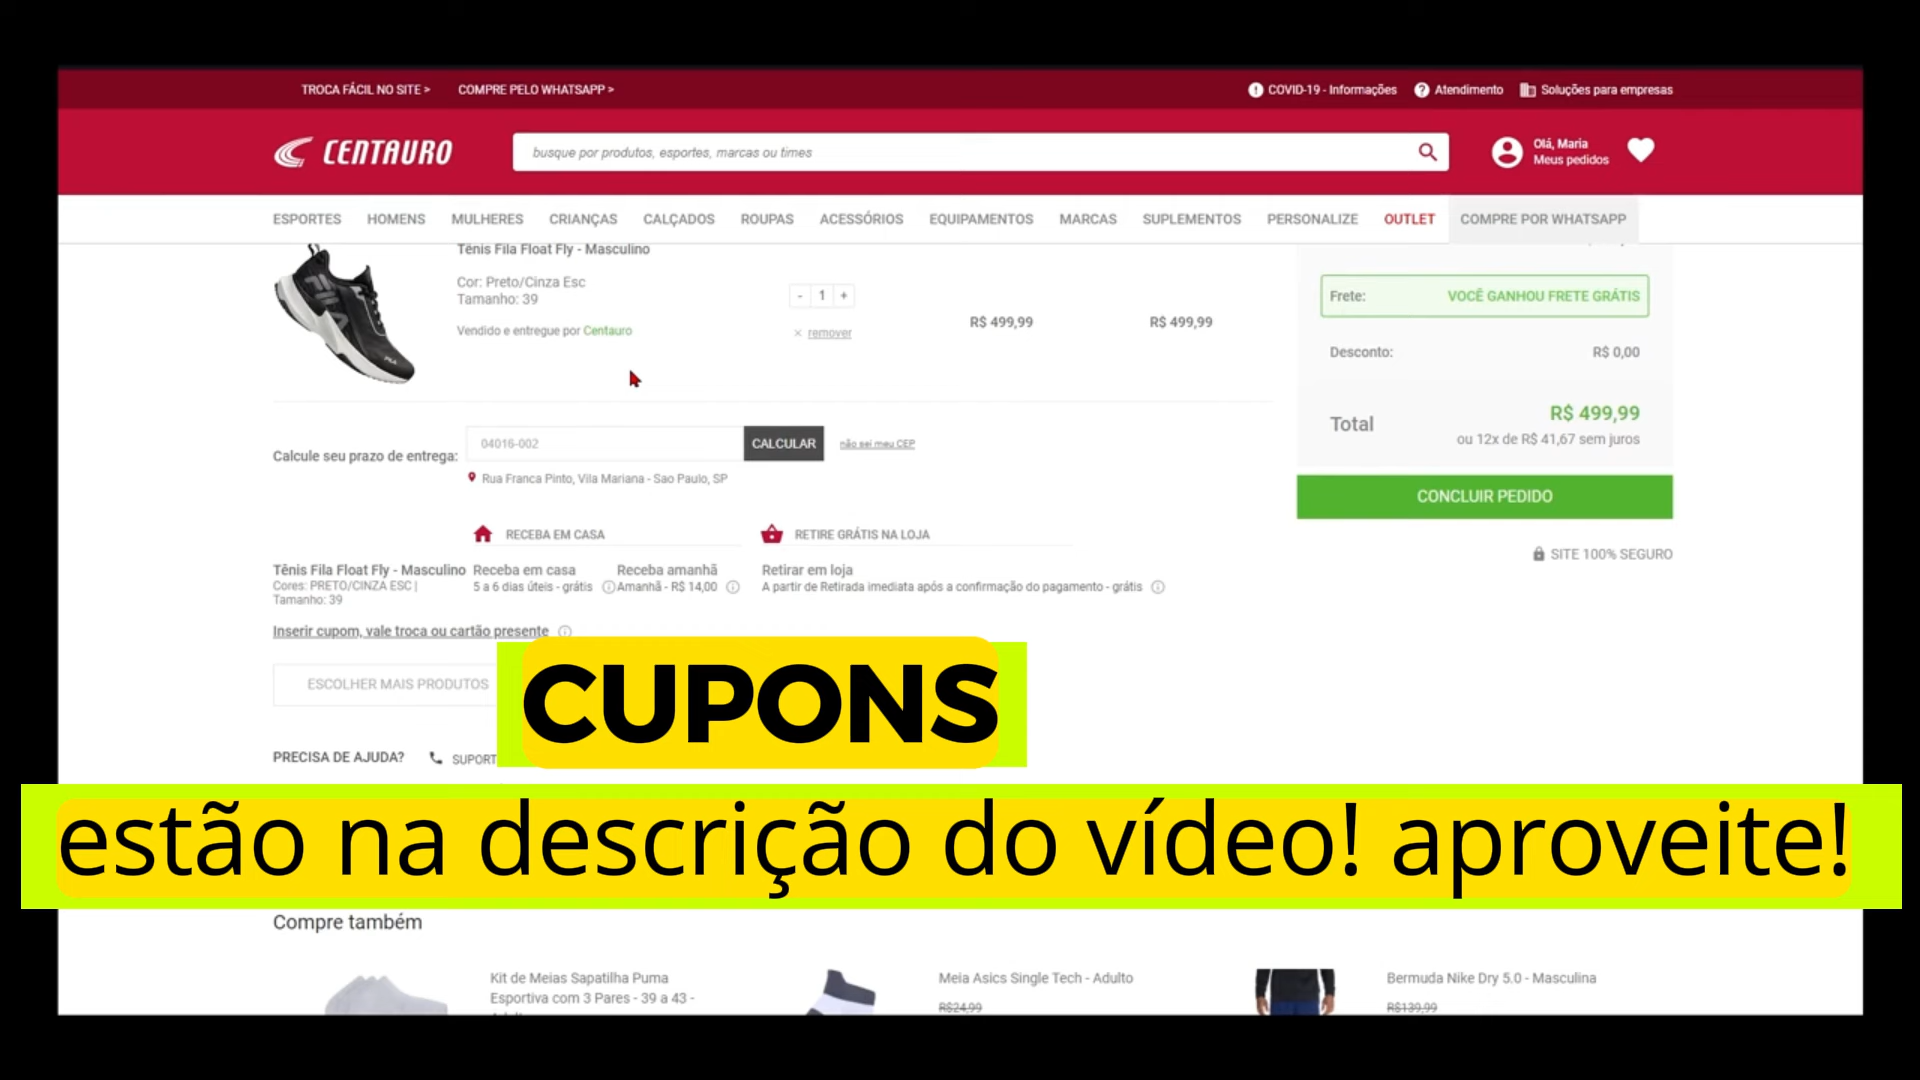 TROCA FÁCIL NO SITE > COMPRE PELO WHATSAPP > COVID-19 - Informações Atendimento Soluções para empresas
CENTAURO busque por produtos, esportes, marcas ou times Olá, Maria
Meus pedidos
ESPORTES HOMENS MULHERES CRIANÇAS CALÇADOS ROUPAS ACESSÓRIOS EQUIPAMENTOS MARCAS SUPLEMENTOS PERSONALIZE OUTLET COMPRE POR WHATSAPP
Tênis Fila Float Fly - Masculino
Cor: Preto/Cinza Esc
Tamanho: 39
Vendido e entregue por Centauro
- 1 +
× remover
R$ 499,99 R$ 499,99
Frete: VOCÊ GANHOU FRETE GRÁTIS
Desconto: R$ 0,00
Total R$ 499,99
ou 12x de R$ 41,67 sem juros
CONCLUIR PEDIDO
SITE 100% SEGURO
Calcule seu prazo de entrega: 04016-002 CALCULAR não sei meu CEP
Rua Franca Pinto, Vila Mariana - Sao Paulo, SP
RECEBA EM CASA RETIRE GRÁTIS NA LOJA
Tênis Fila Float Fly - Masculino Receba em casa Receba amanhã Retirar em loja
Cores: PRETO/CINZA ESC | 5 a 6 dias úteis - grátis Amanhã - R$ 14,00 A partir de Retirada imediata após a confirmação do pagamento - grátis
Tamanho: 39
Inserir cupom, vale troca ou cartão presente
ESCOLHER MAIS PRODUTOS
CUPONS
PRECISA DE AJUDA? SUPORT
estão na descrição do vídeo! aproveite!
Compre também
Kit de Meias Sapatilha Puma
Esportiva com 3 Pares - 39 a 43 -
Meia Asics Single Tech - Adulto
R$24,99
Bermuda Nike Dry 5.0 - Masculina
R$139,99